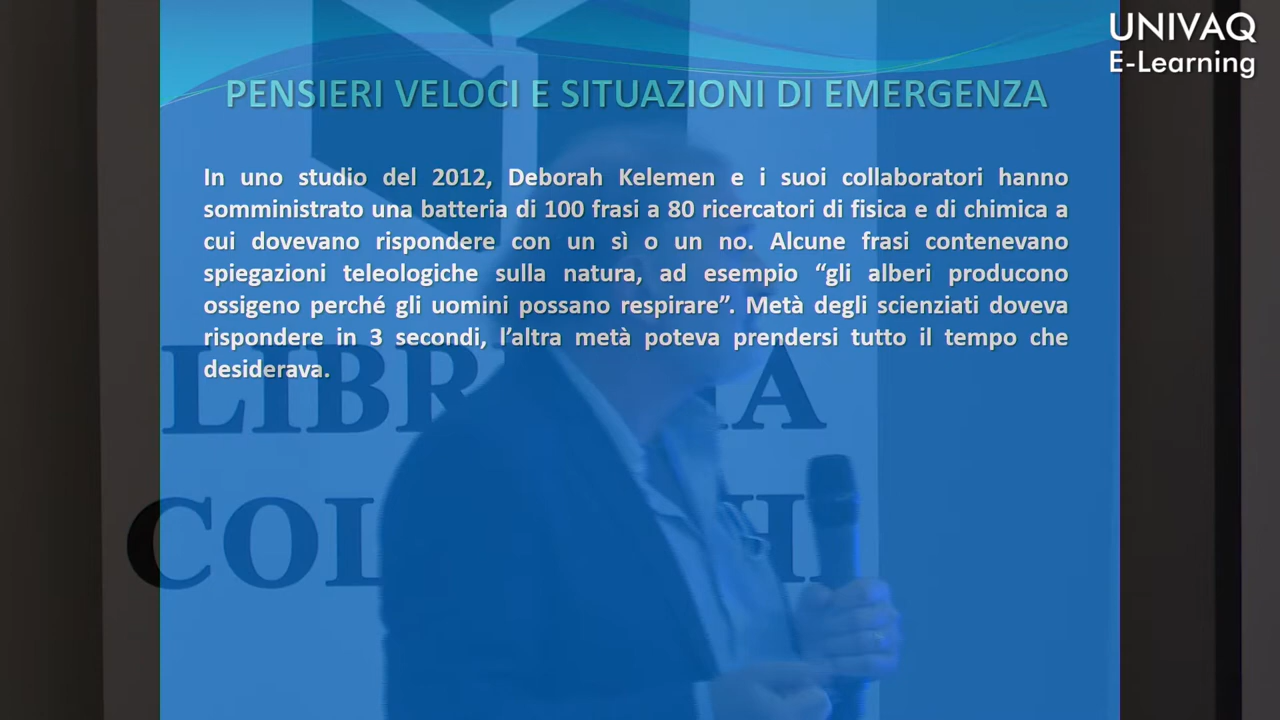 UNIVAQ
E-Learning
PENSIERI VELOCI E SITUAZIONI DI EMERGENZA
In uno studio del 2012, Deborah Kelemen e i suoi collaboratori hanno
somministrato una batteria di 100 frasi a 80 ricercatori di fisica e di chimica a
cui dovevano rispondere con un sì o un no. Alcune frasi contenevano
spiegazioni teleologiche sulla natura, ad esempio “gli alberi producono
ossigeno perché gli uomini possano respirare”. Metà degli scienziati doveva
rispondere in 3 secondi, l’altra metà poteva prendersi tutto il tempo che
desiderava.